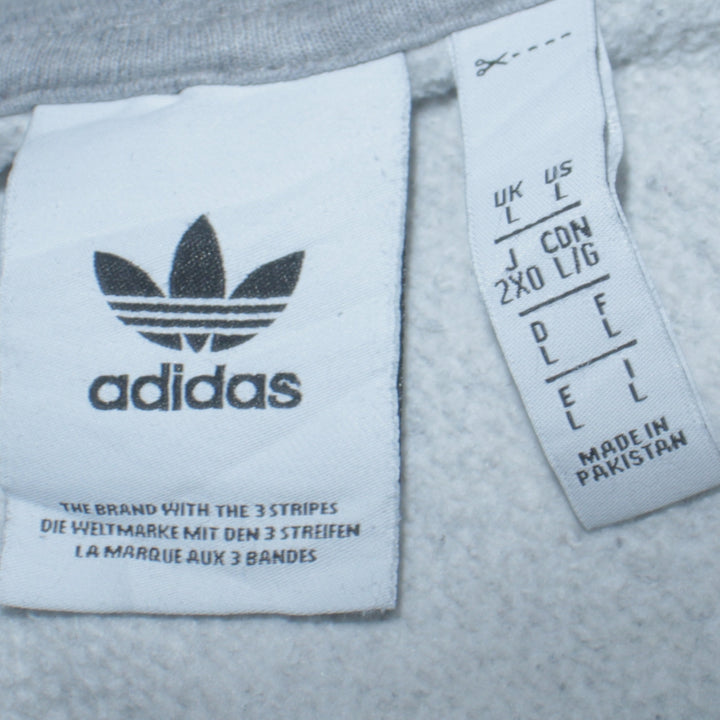 adidas
THE BRAND WITH THE 3 STRIPES
DIE WELTMARKE MIT DEN 3 STREIFEN
LA MARQUE AUX 3 BANDES
UK US
L L
J CDN
2XO L/G
D F
L L
E I
L L
MADE IN
PAKISTAN